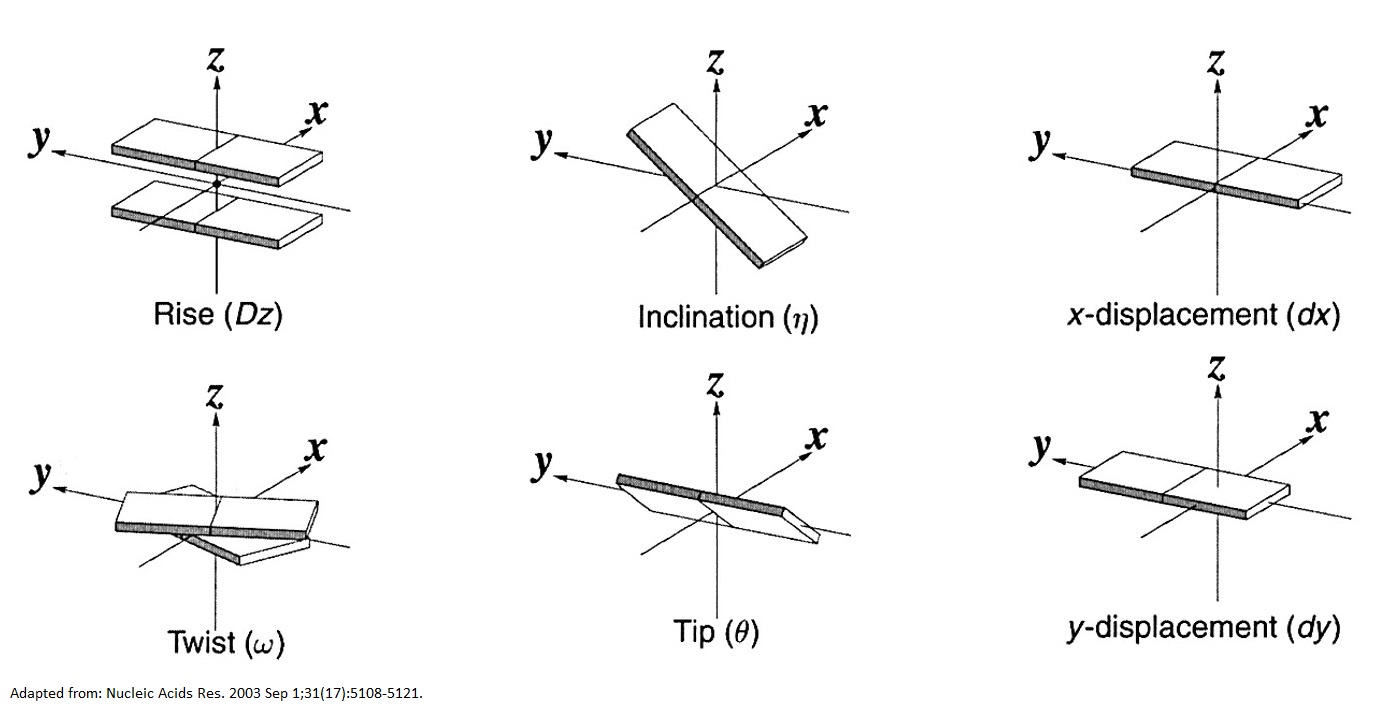 z
x
y
Rise (Dz)
z
x
y
Inclination (η)
z
x
y
x-displacement (dx)
z
x
y
Twist (ω)
z
x
y
Tip (θ)
z
x
y
y-displacement (dy)
Adapted from: Nucleic Acids Res. 2003 Sep 1;31(17):5108-5121.